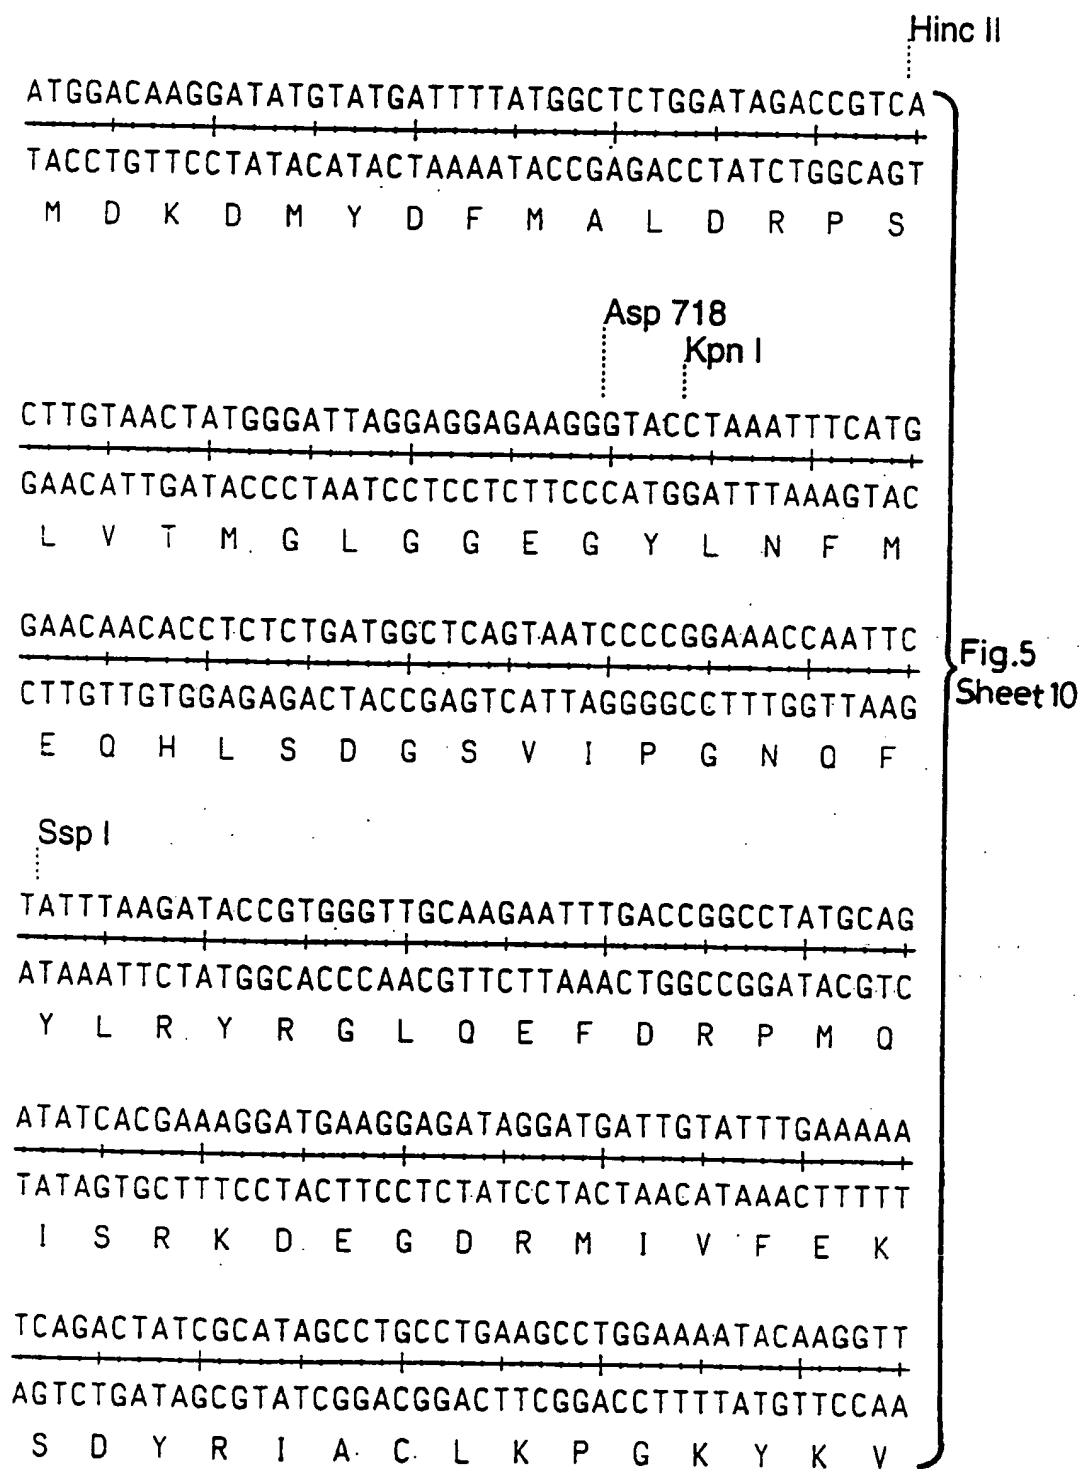 Hinc II
ATGGACAAGGATATGTATGATTTTATGGCTCTGGATAGACCGTCA
TACCTGTTCCTATACATACTAAAATACCGAGACCTATCTGGCAGT
M D K D M Y D F M A L D R P S
Asp 718
Kpn I
CTTGTAACTATGGGATTAGGAGGAGAAGGGTACCTAAATTTCATG
GAACATTGATACCCTAATCCTCCTCTTCCCATGGATTTAAAGTAC
L V T M G L G G E G Y L N F M
GAACAACACCTCTCTGATGGCTCAGTAATCCCCGGAAACCAATTC
CTTGTTGTGGAGAGACTACCGAGTCATTAGGGGCCTTTGGTTAAG
E Q H L S D G S V I P G N Q F
Fig.5
Sheet 10
Ssp I
TATTTAAGATACCGTGGGTTGCAAGAATTTGACCGGCCTATGCAG
ATAAATTCTATGGCACCCAACGTTCTTAAACTGGCCGGATACGTC
Y L R Y R G L Q E F D R P M Q
ATATCACGAAAGGATGAAGGAGATAGGATGATTGTATTTGAAAAA
TATAGTGCTTTCCTACTTCCTCTATCCTACTAACATAAACTTTTT
I S R K D E G D R M I V F E K
TCAGACTATCGCATAGCCTGCCTGAAGCCTGGAAAATACAAGGTT
AGTCTGATAGCGTATCGGACGGACTTCGGACCTTTTATGTTCCAA
S D Y R I A C L K P G K Y K V